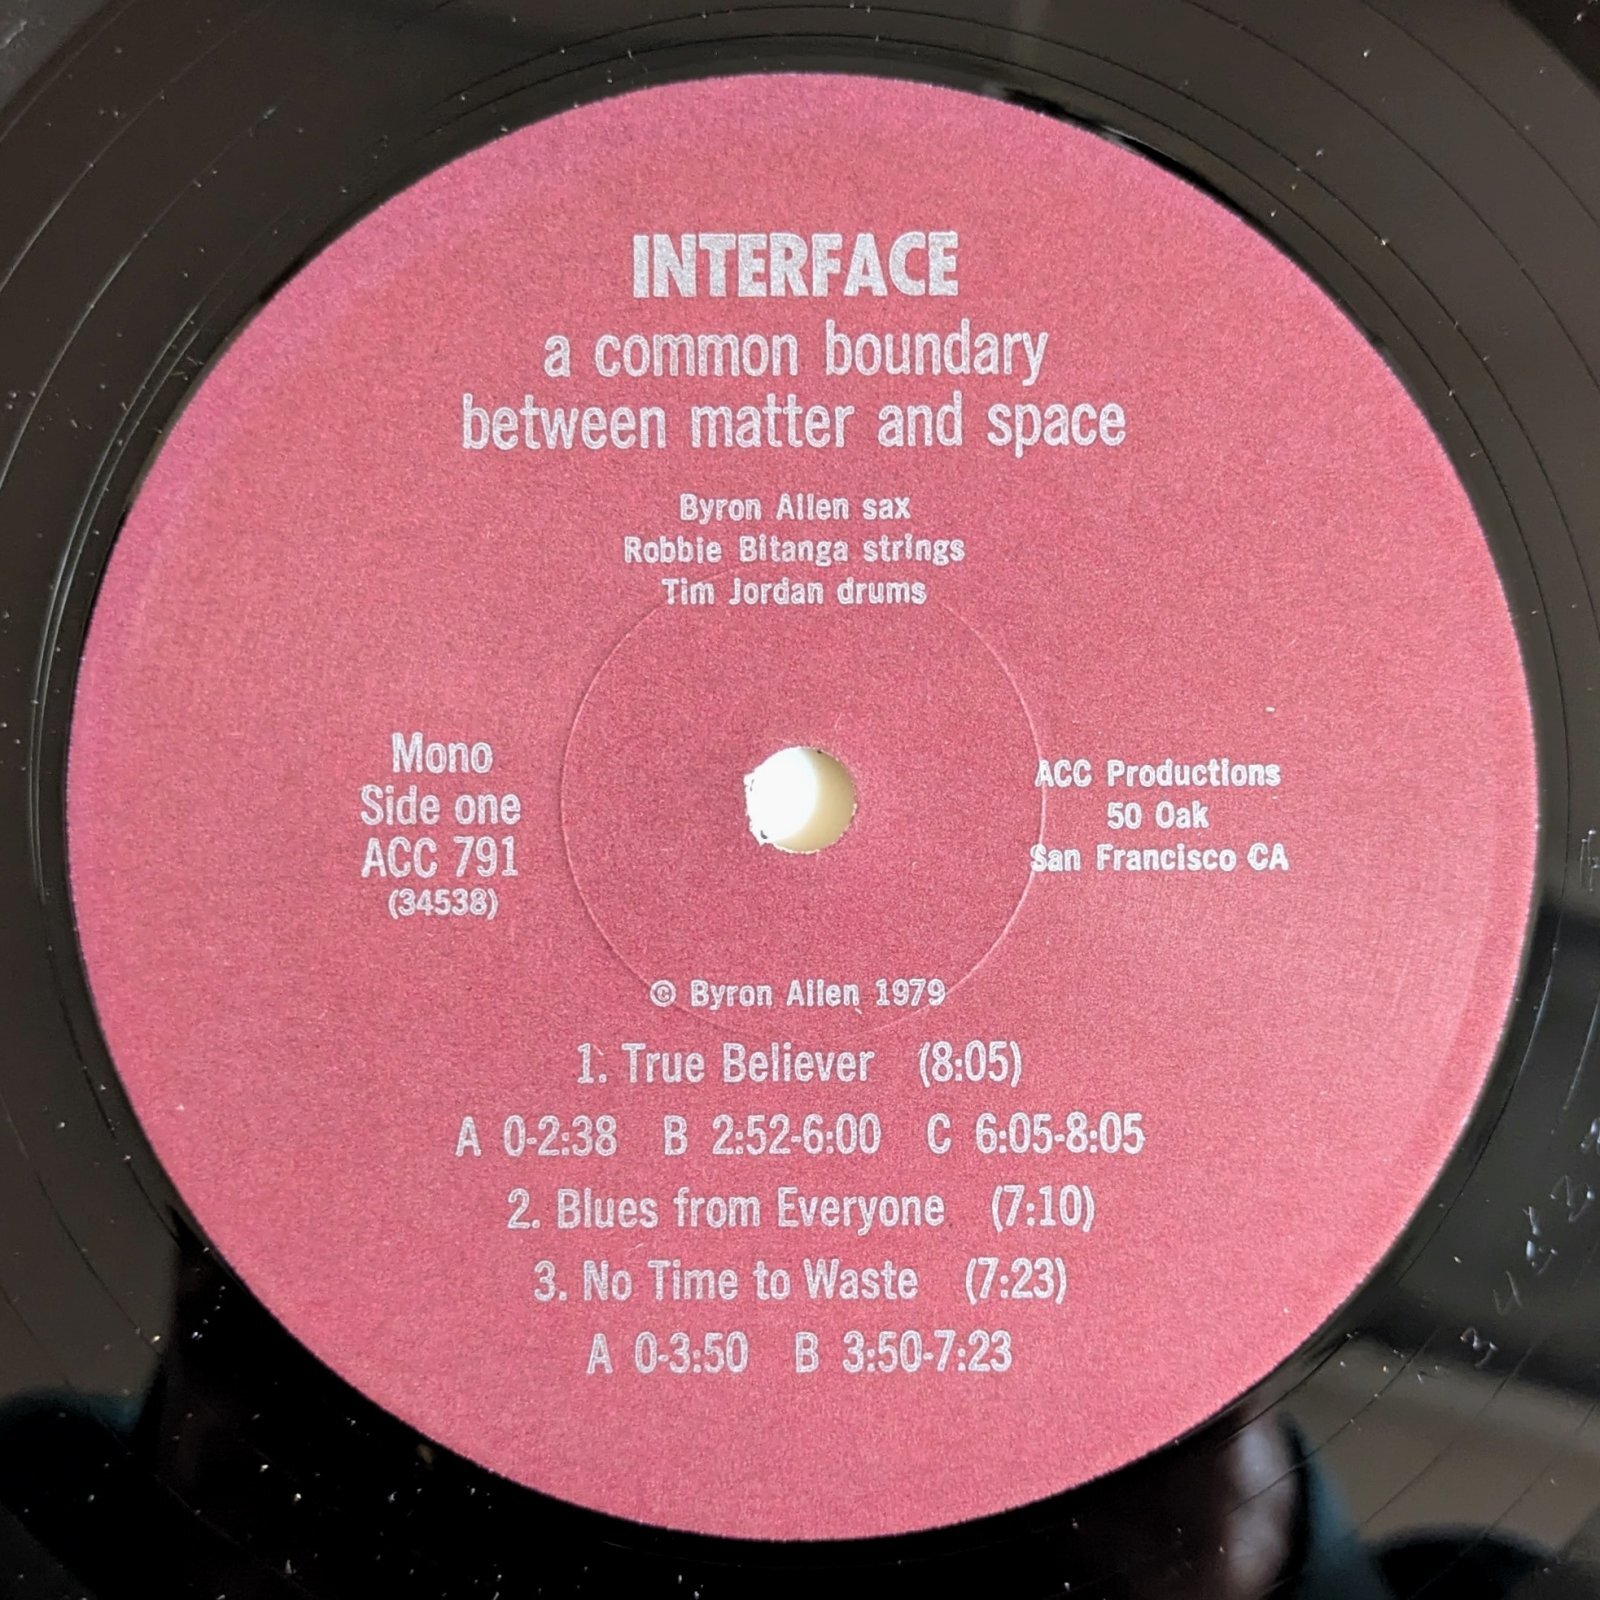 INTERFACE
a common boundary
between matter and space
Byron Allen sax
Robbie Bitanga strings
Tim Jordan drums
Mono
Side one
ACC 791
(34538)
ACC Productions
50 Oak
San Francisco CA
© Byron Allen 1979
1. True Believer (8:05)
A 0-2:38 B 2:52-6:00 C 6:05-8:05
2. Blues from Everyone (7:10)
3. No Time to Waste (7:23)
A 0-3:50 B 3:50-7:23